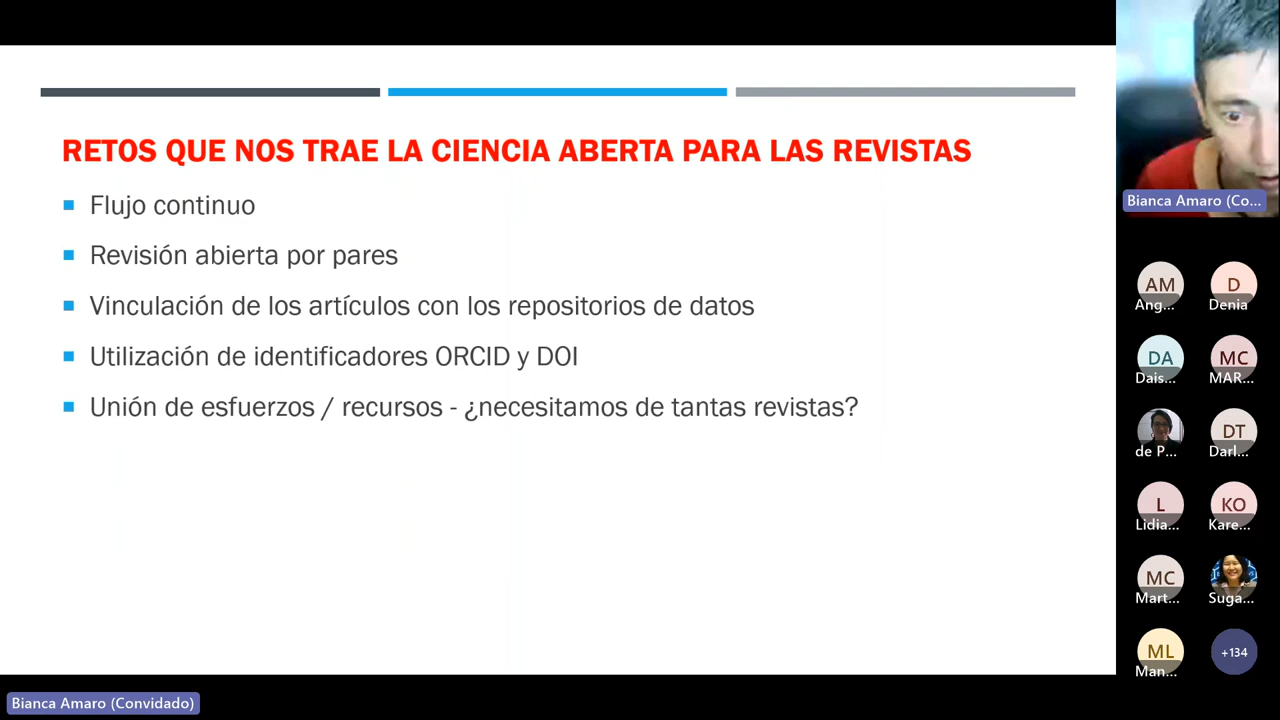 RETOS QUE NOS TRAE LA CIENCIA ABERTA PARA LAS REVISTAS
Flujo continuo
Revisión abierta por pares
Vinculación de los artículos con los repositorios de datos
Utilización de identificadores ORCID y DOI
Unión de esfuerzos / recursos - ¿necesitamos de tantas revistas?
Bianca Amaro (Co...
AM
D
Ang...
Denia
DA
MC
Dais...
MAR...
DT
de P...
Darl...
L
KO
Lidia...
Kare...
MC
Mart...
Suga...
ML
+134
Man...
Bianca Amaro (Convidado)